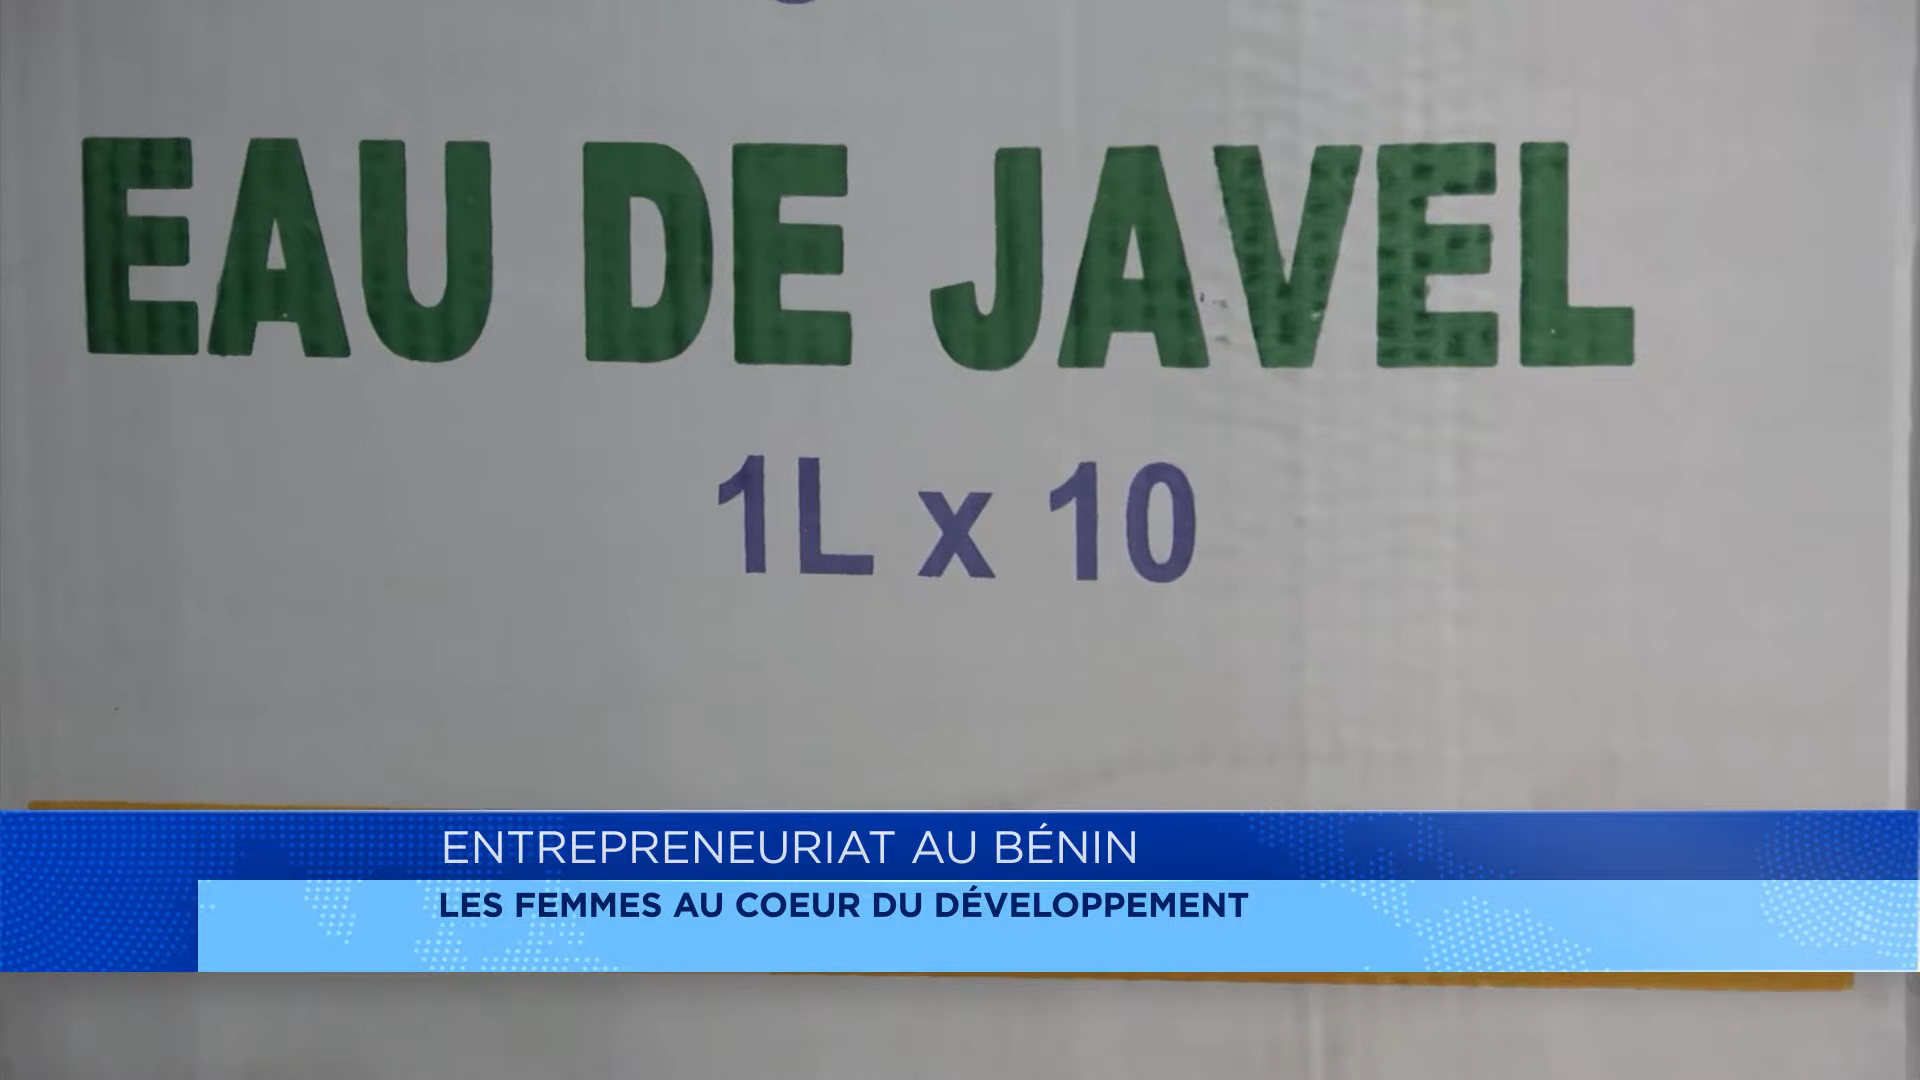 EAU DE JAVEL
1L x 10
ENTREPRENEURIAT AU BÉNIN
LES FEMMES AU COEUR DU DÉVELOPPEMENT